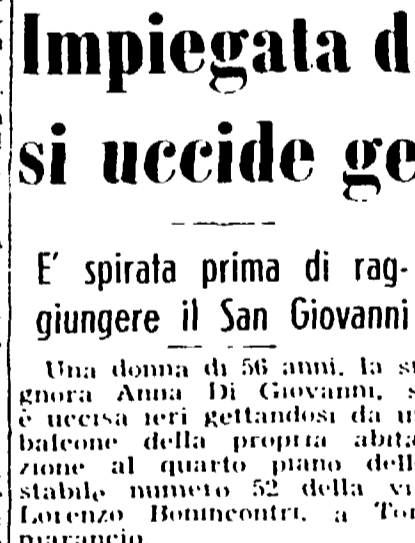 Impiegata d
si uccide ge
E' spirata prima di rag-
giungere il San Giovanni
Una donna di 56 anni, la si
gnora Anna Di Giovanni, s
è uccisa ieri gettandosi da u
balcone della propria abita
zione al quarto piano dell
stabile numero 52 della vi
Lorenzo Bonincontri, a Tor
marancio